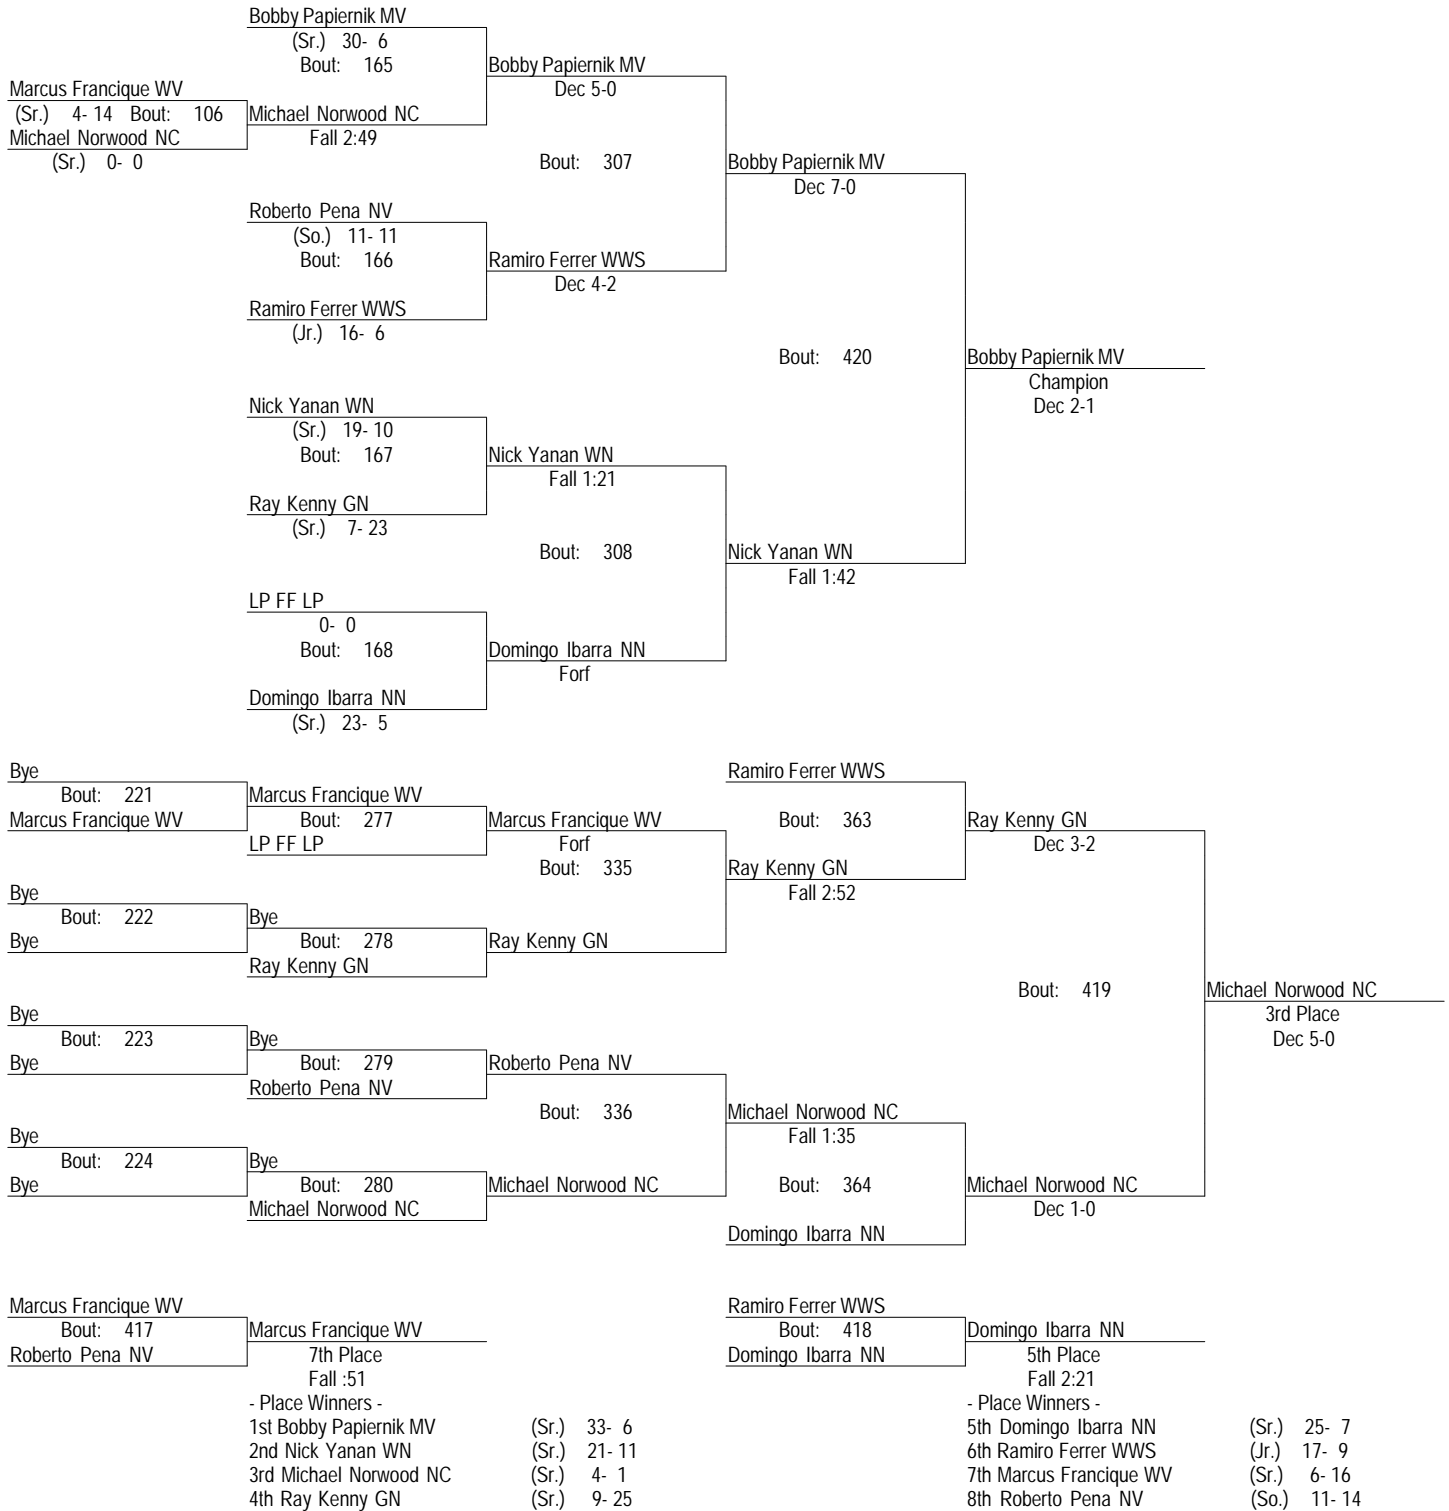 Bobby Papiernik MV
(Sr.) 30- 6
Bout: 165
Bobby Papiernik MV
Dec 5-0
Marcus Francique WV
(Sr.) 4- 14 Bout: 106
Michael Norwood NC
Fall 2:49
Michael Norwood NC
(Sr.) 0- 0
Bout: 307
Bobby Papiernik MV
Dec 7-0
Roberto Pena NV
(So.) 11- 11
Bout: 166
Ramiro Ferrer WWS
Dec 4-2
Ramiro Ferrer WWS
(Jr.) 16- 6
Bout: 420
Bobby Papiernik MV
Champion
Dec 2-1
Nick Yanan WN
(Sr.) 19- 10
Bout: 167
Nick Yanan WN
Fall 1:21
Ray Kenny GN
(Sr.) 7- 23
Bout: 308
Nick Yanan WN
Fall 1:42
LP FF LP
0- 0
Bout: 168
Domingo Ibarra NN
Forf
Domingo Ibarra NN
(Sr.) 23- 5
Bye
Bout: 221
Marcus Francique WV
Marcus Francique WV
Bout: 277
LP FF LP
Marcus Francique WV
Forf
Bout: 335
Ramiro Ferrer WWS
Bout: 363
Ray Kenny GN
Dec 3-2
Ray Kenny GN
Fall 2:52
Bye
Bout: 222
Bye
Bye
Bout: 278
Ray Kenny GN
Ray Kenny GN
Bout: 419
Michael Norwood NC
3rd Place
Dec 5-0
Bye
Bout: 223
Bye
Bye
Bout: 279
Roberto Pena NV
Roberto Pena NV
Bout: 336
Michael Norwood NC
Fall 1:35
Bye
Bout: 224
Bye
Bye
Bout: 280
Michael Norwood NC
Michael Norwood NC
Bout: 364
Michael Norwood NC
Dec 1-0
Domingo Ibarra NN
Marcus Francique WV
Bout: 417
Roberto Pena NV
Marcus Francique WV
7th Place
Fall :51
Ramiro Ferrer WWS
Bout: 418
Domingo Ibarra NN
Domingo Ibarra NN
5th Place
Fall 2:21
- Place Winners -
1st Bobby Papiernik MV (Sr.) 33- 6
2nd Nick Yanan WN (Sr.) 21- 11
3rd Michael Norwood NC (Sr.) 4- 1
4th Ray Kenny GN (Sr.) 9- 25
- Place Winners -
5th Domingo Ibarra NN (Sr.) 25- 7
6th Ramiro Ferrer WWS (Jr.) 17- 9
7th Marcus Francique WV (Sr.) 6- 16
8th Roberto Pena NV (So.) 11- 14